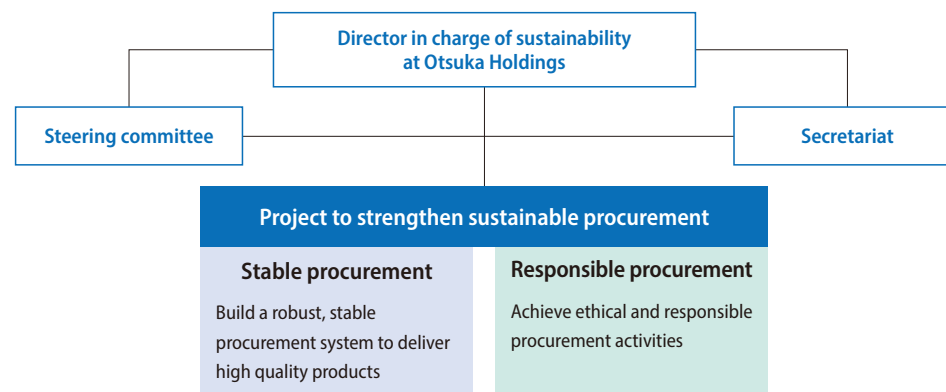 Director in charge of sustainability
at Otsuka Holdings
Steering committee
Secretariat
Project to strengthen sustainable procurement
Stable procurement
Build a robust, stable
procurement system to deliver
high quality products
Responsible procurement
Achieve ethical and responsible
procurement activities